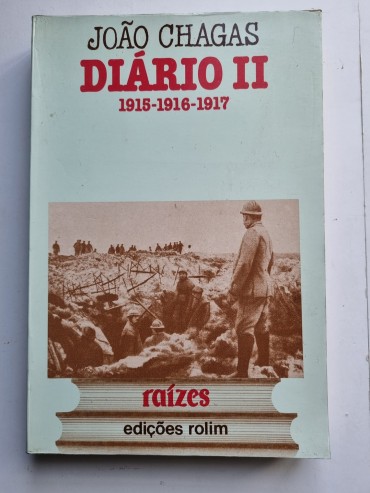 JOÃO CHAGAS
DIÁRIO II
1915-1916-1917
raízes
edições rolim